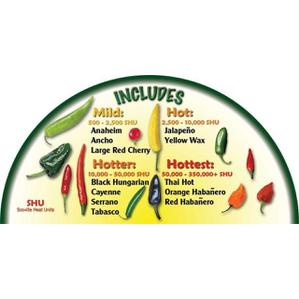 INCLUDES
Mild:
500 - 2,500 SHU
Anaheim
Ancho
Large Red Cherry
Hot:
2,500 - 10,000 SHU
Jalapeño
Yellow Wax
Hotter:
10,000 - 50,000 SHU
Black Hungarian
Cayenne
Serrano
Tabasco
Hottest:
50,000 - 350,000+ SHU
Thai Hot
Orange Habañero
Red Habañero
SHU
Scoville Heat Units